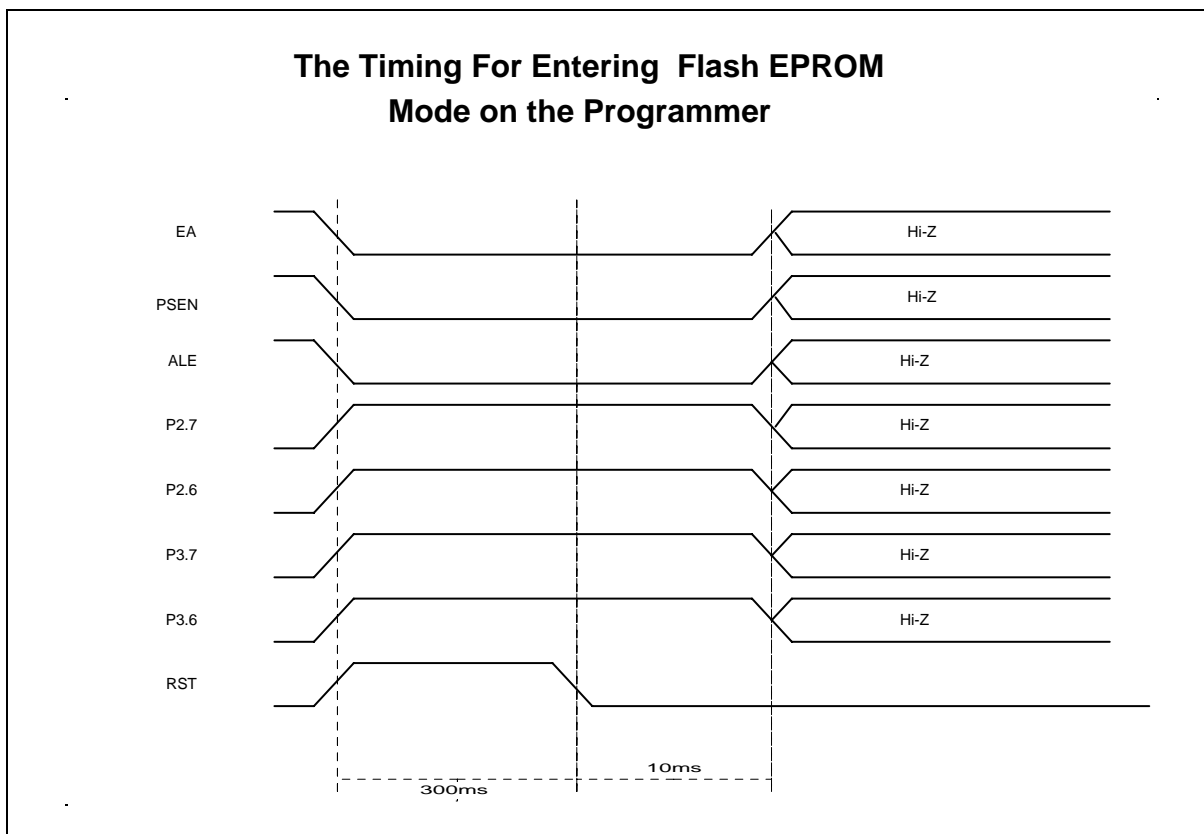 The Timing For Entering Flash EPROM
Mode on the Programmer
EA
Hi-Z
PSEN
Hi-Z
ALE
Hi-Z
P2.7
Hi-Z
P2.6
Hi-Z
P3.7
Hi-Z
P3.6
Hi-Z
RST
10ms
300ms